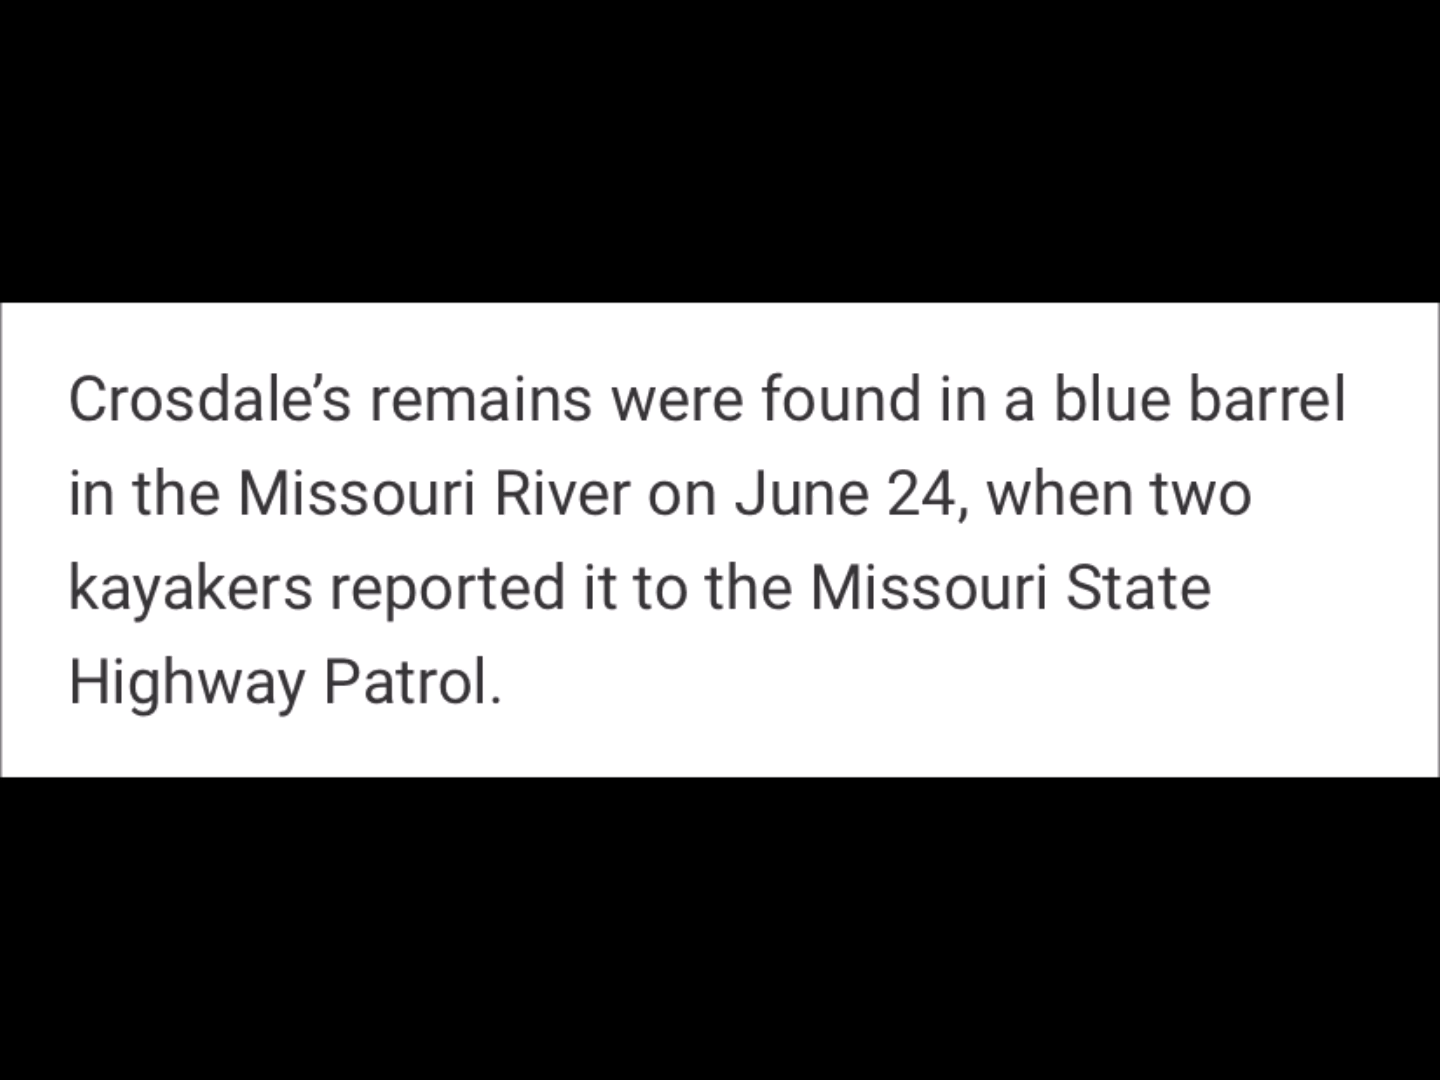 Crosdale’s remains were found in a blue barrel
in the Missouri River on June 24, when two
kayakers reported it to the Missouri State
Highway Patrol.